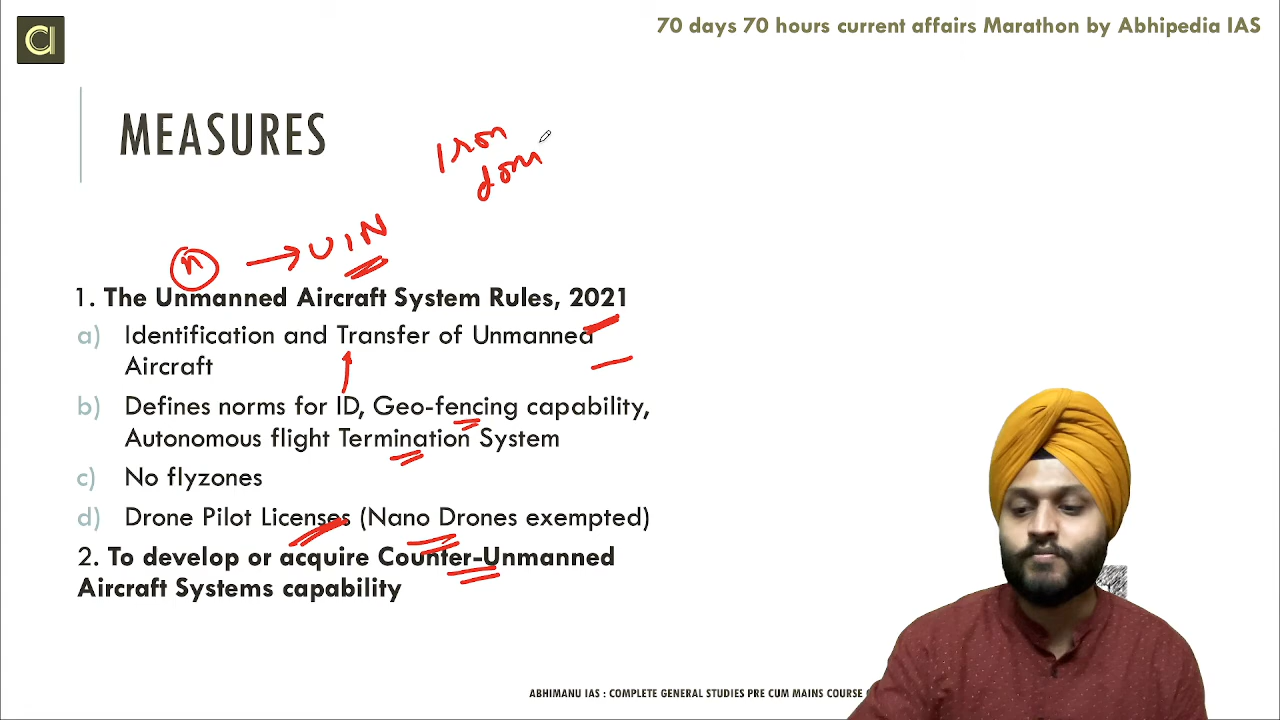 70 days 70 hours current affairs Marathon by Abhipedia IAS
MEASURES
Iron
dom
n → UIN
1. The Unmanned Aircraft System Rules, 2021
a) Identification and Transfer of Unmanned
Aircraft
b) Defines norms for ID, Geo-fencing capability,
Autonomous flight Termination System
c) No flyzones
d) Drone Pilot Licenses (Nano Drones exempted)
2. To develop or acquire Counter-Unmanned
Aircraft Systems capability
ABHIMANU IAS : COMPLETE GENERAL STUDIES PRE CUM MAINS COURSE